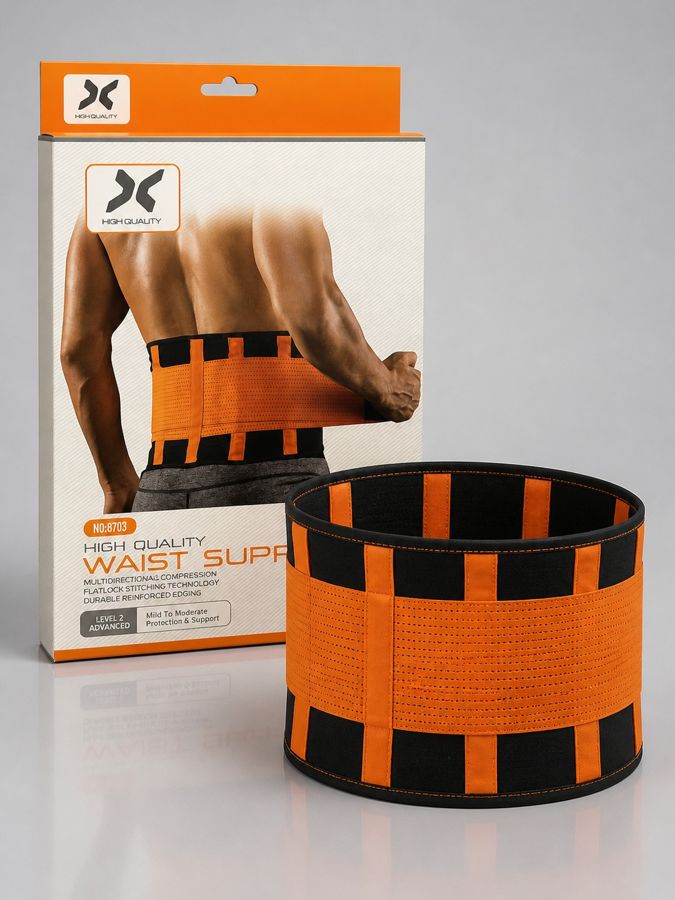 HIGH QUALITY
HIGH QUALITY
NO:8703
HIGH QUALITY
WAIST SUPP
MULTIDIRECTIONAL COMPRESSION
FLATLOCK STITCHING TECHNOLOGY
DURABLE REINFORCED EDGING
LEVEL 2
ADVANCED
Mild To Moderate
Protection & Support